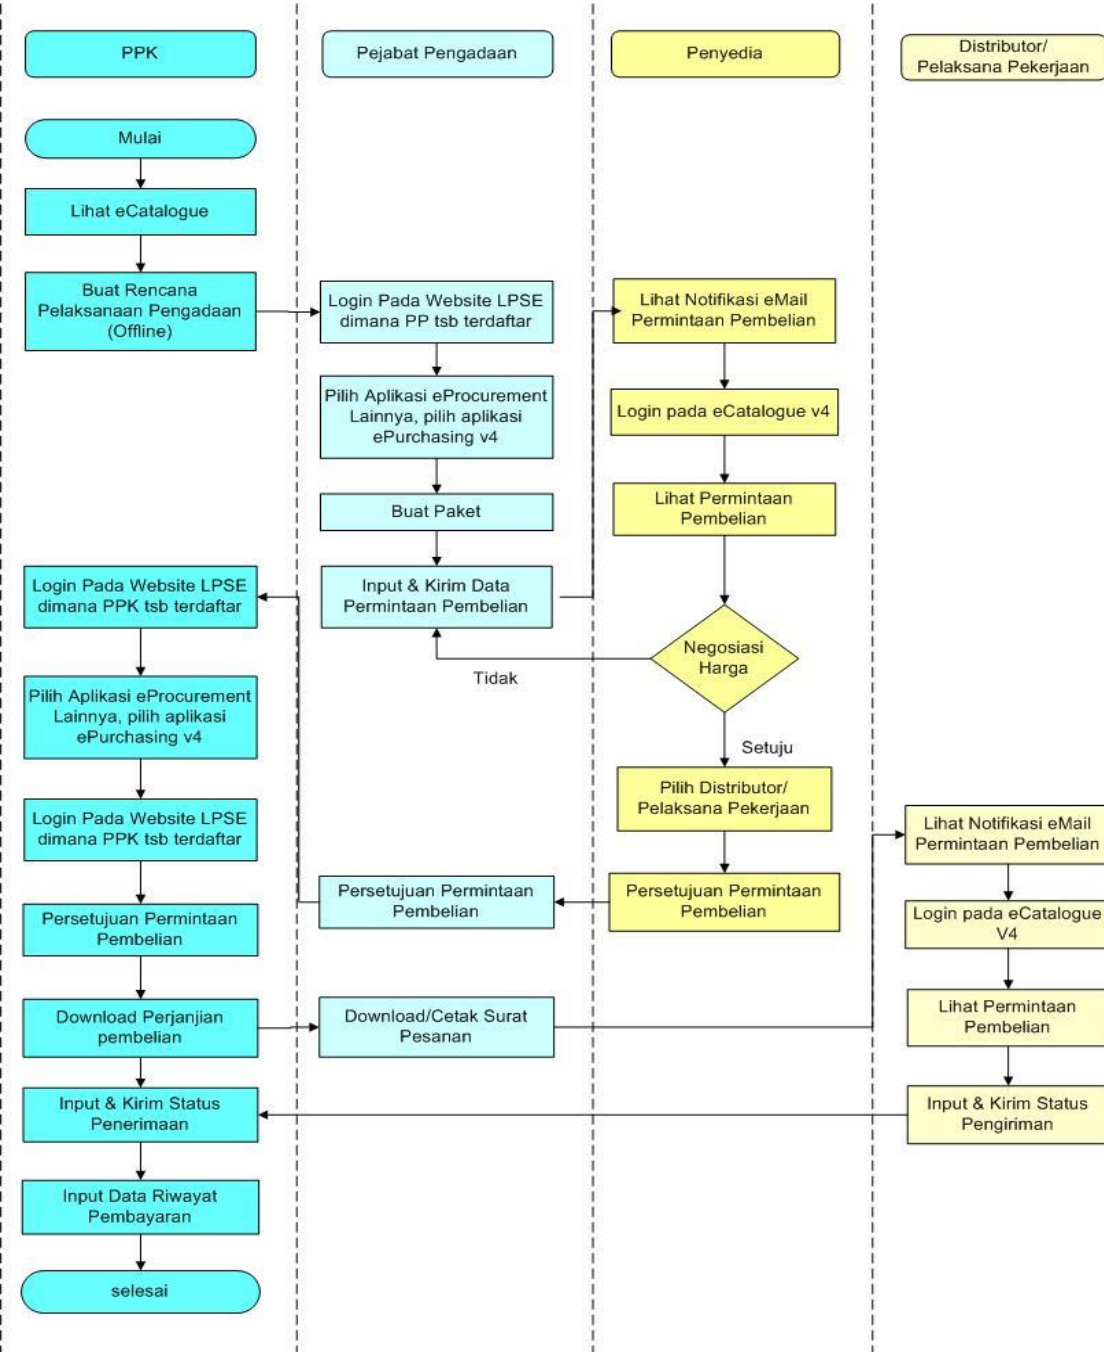 PPK
Pejabat Pengadaan
Penyedia
Distributor/
Pelaksana Pekerjaan
Mulai
Lihat eCatalogue
Buat Rencana
Pelaksanaan Pengadaan
(Offline)
Login Pada Website LPSE
dimana PP tsb terdaftar
Pilih Aplikasi eProcurement
Lainnya, pilih aplikasi
ePurchasing v4
Buat Paket
Input & Kirim Data
Permintaan Pembelian
Lihat Notifikasi eMail
Permintaan Pembelian
Login pada eCatalogue v4
Lihat Permintaan
Pembelian
Negosiasi
Harga
Tidak
Setuju
Pilih Distributor/
Pelaksana Pekerjaan
Persetujuan Permintaan
Pembelian
Persetujuan Permintaan
Pembelian
Login Pada Website LPSE
dimana PPK tsb terdaftar
Pilih Aplikasi eProcurement
Lainnya, pilih aplikasi
ePurchasing v4
Login Pada Website LPSE
dimana PPK tsb terdaftar
Persetujuan Permintaan
Pembelian
Download Perjanjian
pembelian
Download/Cetak Surat
Pesanan
Lihat Notifikasi eMail
Permintaan Pembelian
Login pada eCatalogue
V4
Lihat Permintaan
Pembelian
Input & Kirim Status
Pengiriman
Input & Kirim Status
Penerimaan
Input Data Riwayat
Pembayaran
selesai